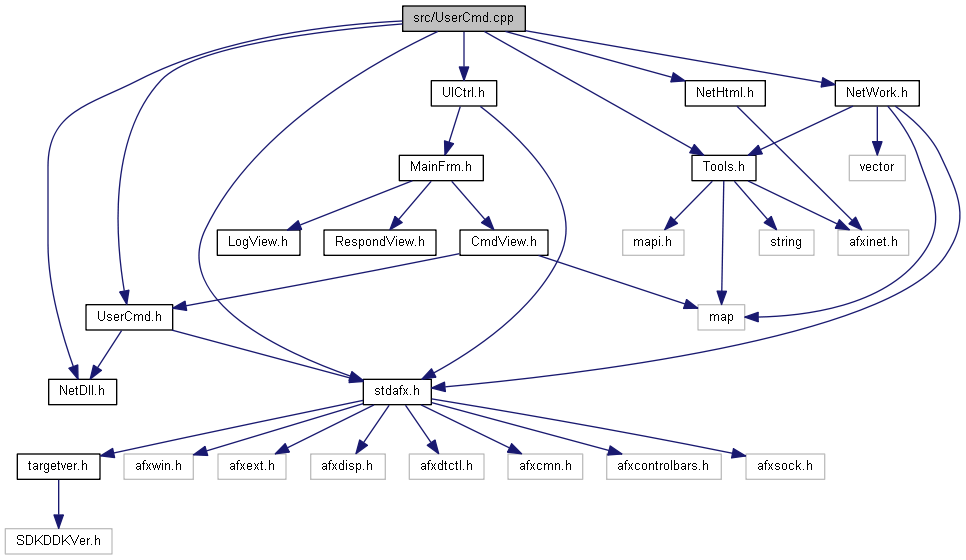 src/UserCmd.cpp
UICtrl.h
NetHtml.h
NetWork.h
MainFrm.h
Tools.h
vector
LogView.h
RespondView.h
CmdView.h
mapi.h
string
afxinet.h
UserCmd.h
map
NetDll.h
stdafx.h
targetver.h
afxwin.h
afxext.h
afxdisp.h
afxdtctl.h
afxcmn.h
afxcontrolbars.h
afxsock.h
SDKDDKVer.h